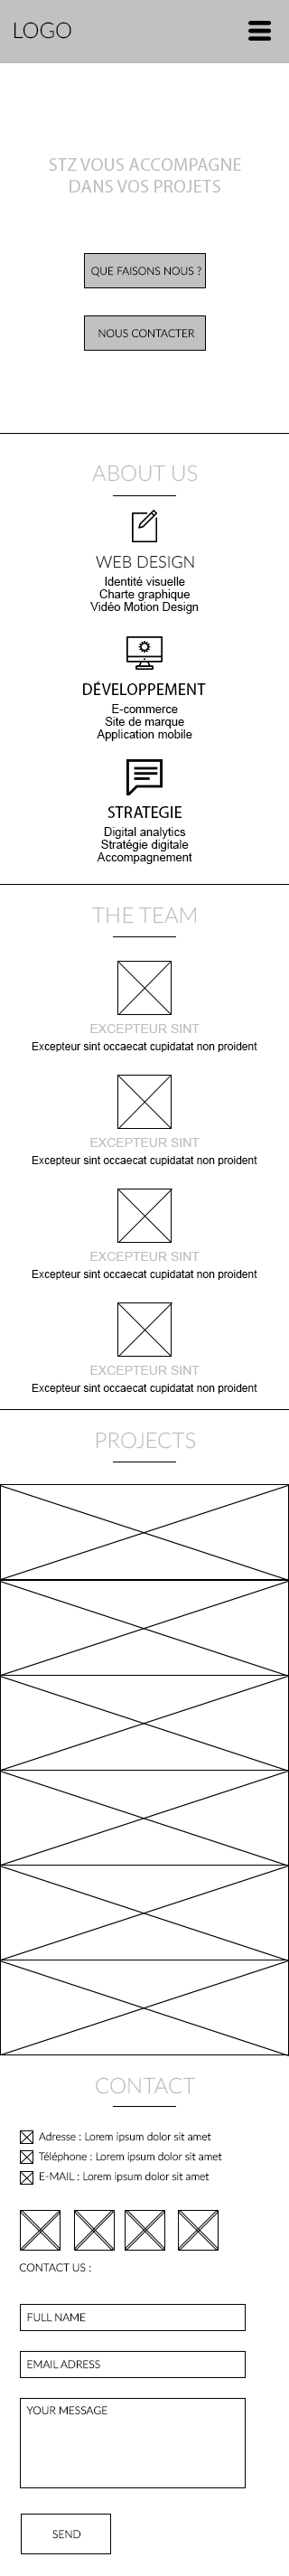 LOGO
STZ VOUS ACCOMPAGNE
DANS VOS PROJETS
QUE FAISONS NOUS ?
NOUS CONTACTER
ABOUT US
WEB DESIGN
Identité visuelle
Charte graphique
Vidéo Motion Design
DÉVELOPPEMENT
E-commerce
Site de marque
Application mobile
STRATEGIE
Digital analytics
Stratégie digitale
Accompagnement
THE TEAM
EXCEPTEUR SINT
Excepteur sint occaecat cupidatat non proident
EXCEPTEUR SINT
Excepteur sint occaecat cupidatat non proident
EXCEPTEUR SINT
Excepteur sint occaecat cupidatat non proident
EXCEPTEUR SINT
Excepteur sint occaecat cupidatat non proident
PROJECTS
CONTACT
Adresse : Lorem ipsum dolor sit amet
Téléphone : Lorem ipsum dolor sit amet
E-MAIL : Lorem ipsum dolor sit amet
CONTACT US :
FULL NAME
EMAIL ADRESS
YOUR MESSAGE
SEND